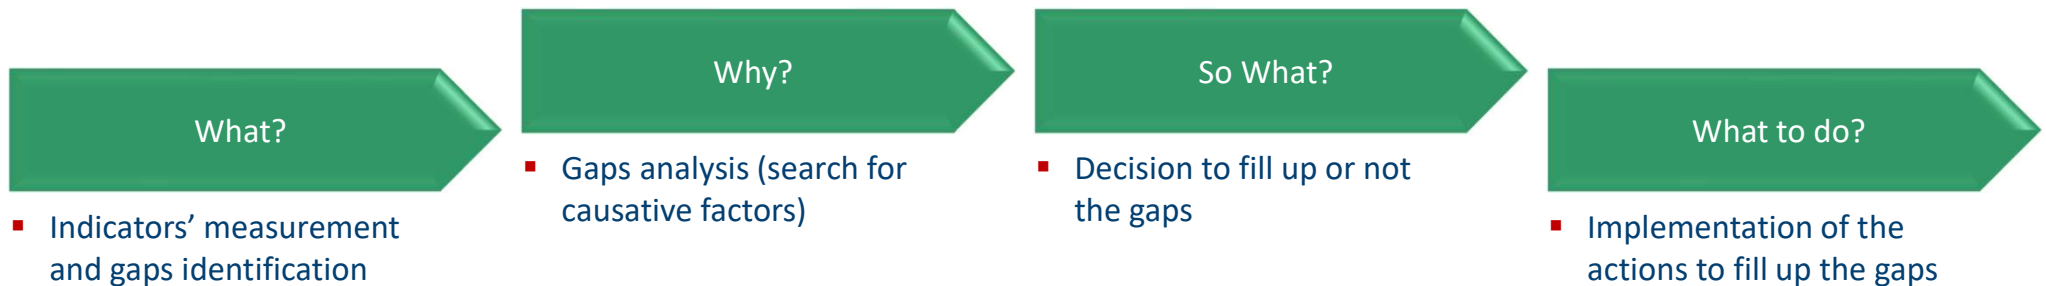 What?
▪ Indicators’ measurement
and gaps identification
Why?
▪ Gaps analysis (search for
causative factors)
So What?
▪ Decision to fill up or not
the gaps
What to do?
▪ Implementation of the
actions to fill up the gaps